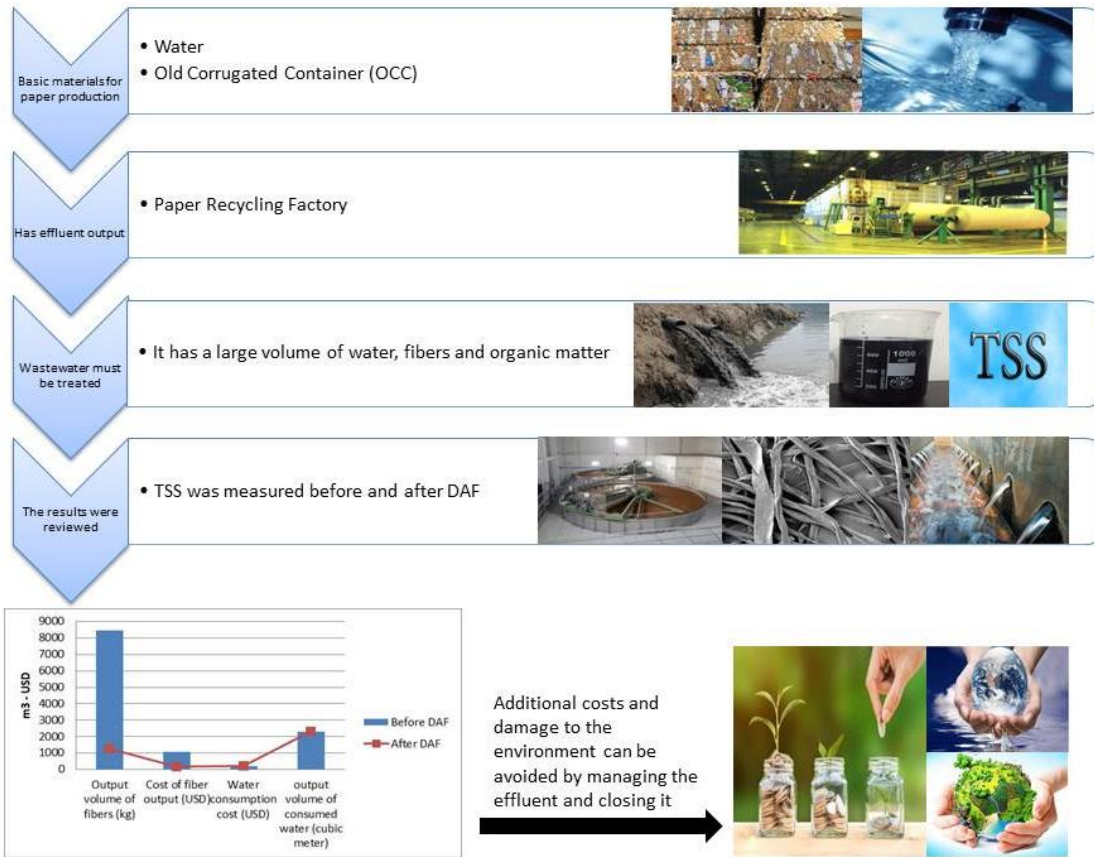 Basic materials for
paper production
• Water
• Old Corrugated Container (OCC)
Has effluent output
• Paper Recycling Factory
Wastewater must
be treated
• It has a large volume of water, fibers and organic matter
1000
TSS
The results were
reviewed
• TSS was measured before and after DAF
m3 - USD
9000
8000
7000
6000
5000
4000
3000
2000
1000
0
Output
volume of
fibers (kg)
Cost of fiber
output (USD)
Water
consumption
cost (USD)
output
volume of
consumed
water (cubic
meter)
Before DAF
After DAF
Additional costs and
damage to the
environment can be
avoided by managing the
effluent and closing it